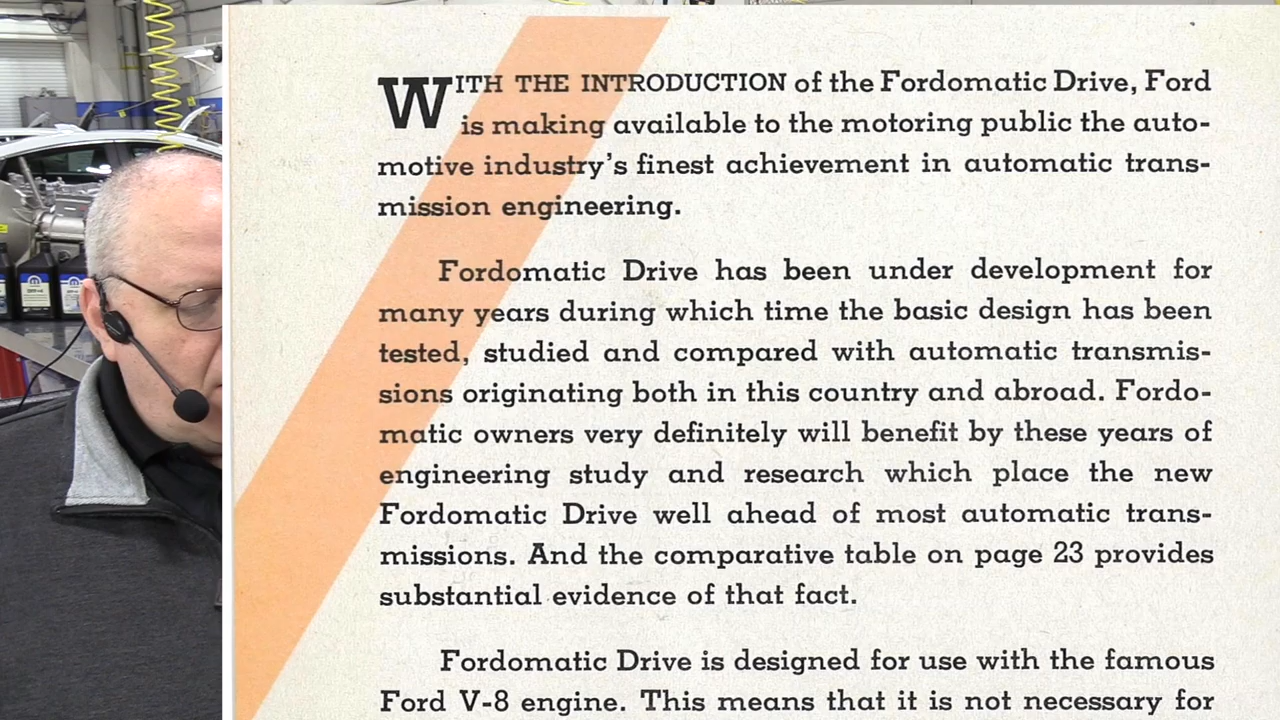 WITH THE INTRODUCTION of the Fordomatic Drive, Ford
is making available to the motoring public the auto-
motive industry's finest achievement in automatic trans-
mission engineering.
Fordomatic Drive has been under development for
many years during which time the basic design has been
tested, studied and compared with automatic transmis-
sions originating both in this country and abroad. Fordo-
matic owners very definitely will benefit by these years of
engineering study and research which place the new
Fordomatic Drive well ahead of most automatic trans-
missions. And the comparative table on page 23 provides
substantial evidence of that fact.
Fordomatic Drive is designed for use with the famous
Ford V-8 engine. This means that it is not necessary for